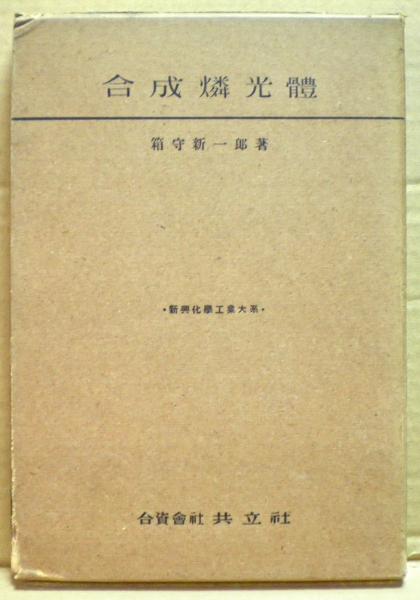 合成燐光體
箱守新一郎著
・新興化學工業大系・
合資會社 共立社